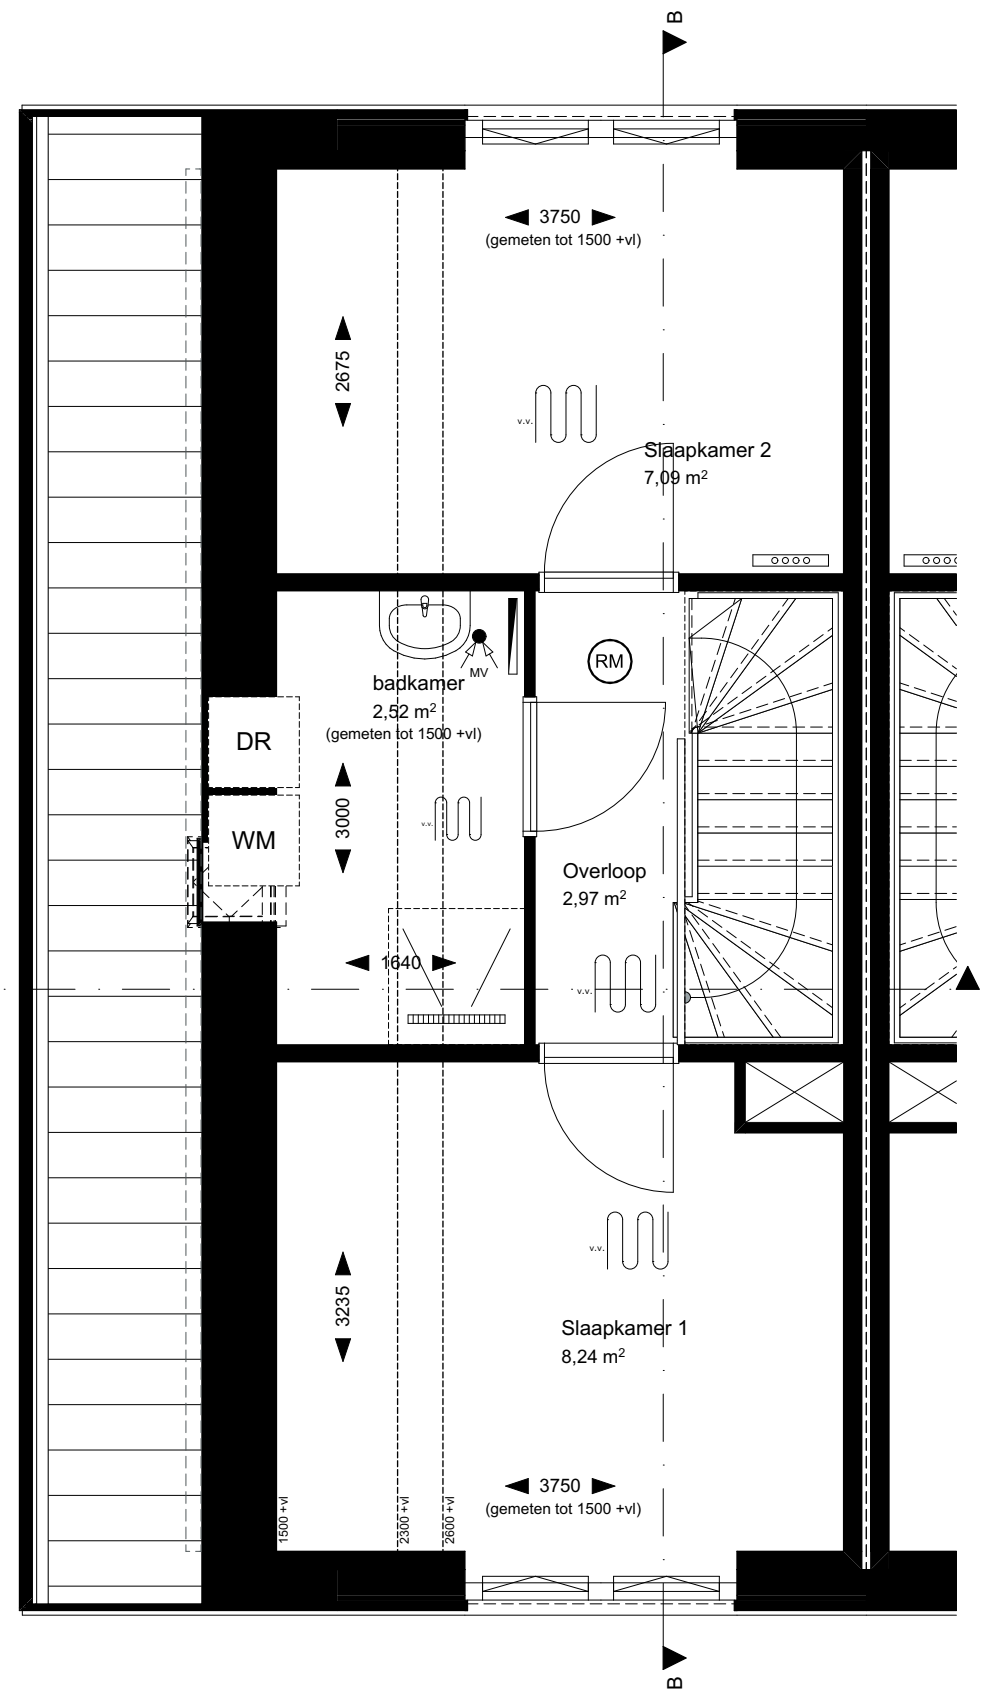 B
3750
(gemeten tot 1500 +vl)
2675
v.v.
Slaapkamer 2
7,09 m²
RM
MV
badkamer
2,52 m²
(gemeten tot 1500 +vl)
DR
3000
v.v.
WM
Overloop
2,97 m²
1640
v.v.
v.v.
3235
Slaapkamer 1
8,24 m²
3750
(gemeten tot 1500 +vl)
1500 +vl
2300 +vl
2600 +vl
B